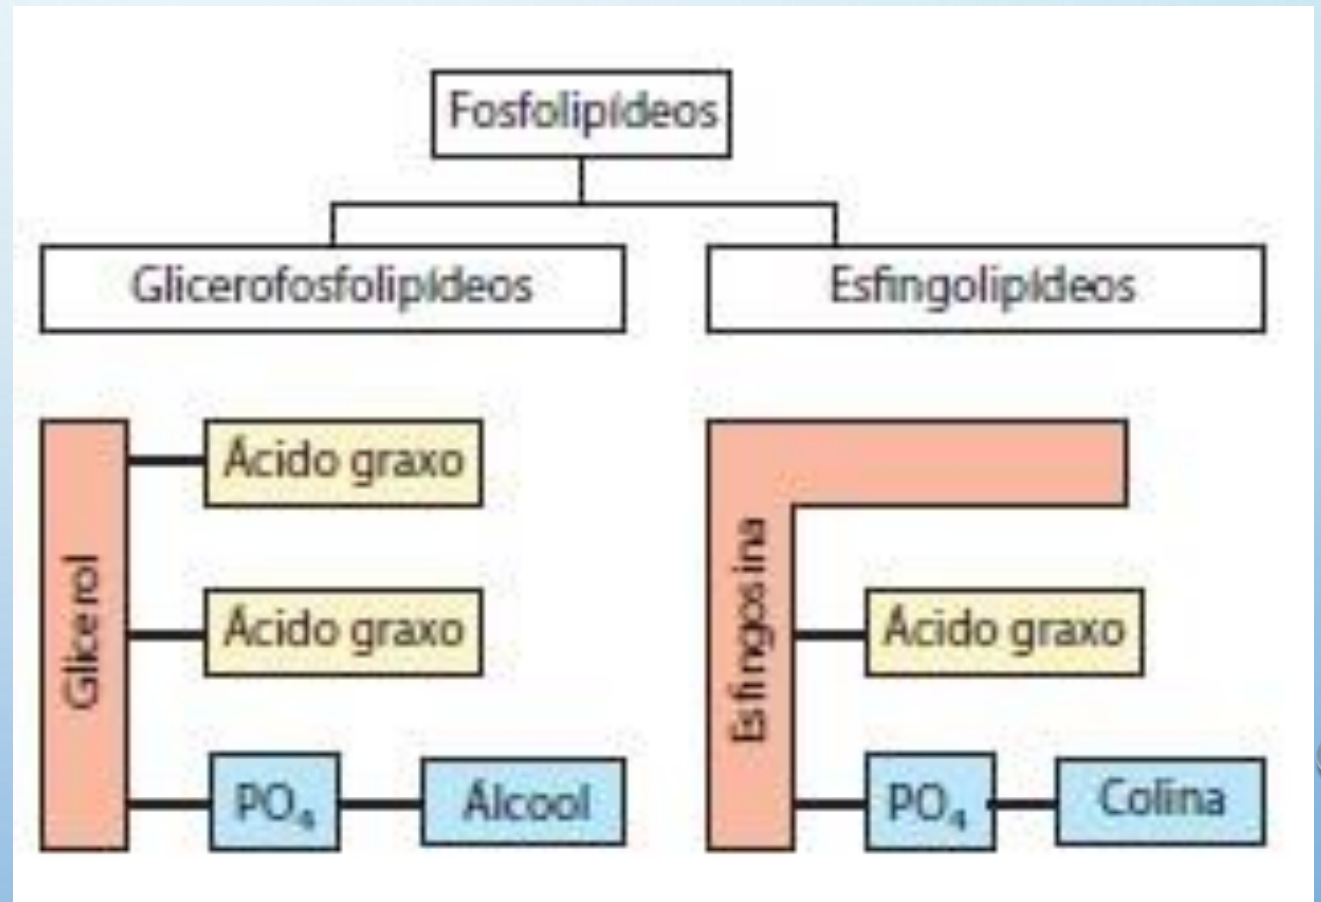 Fosfolipídeos
Glicerofosfolipídeos
Esfingolipídeos
Glicerol
Ácido graxo
Ácido graxo
PO₄
Álcool
Esfingosina
Ácido graxo
PO₄
Colina